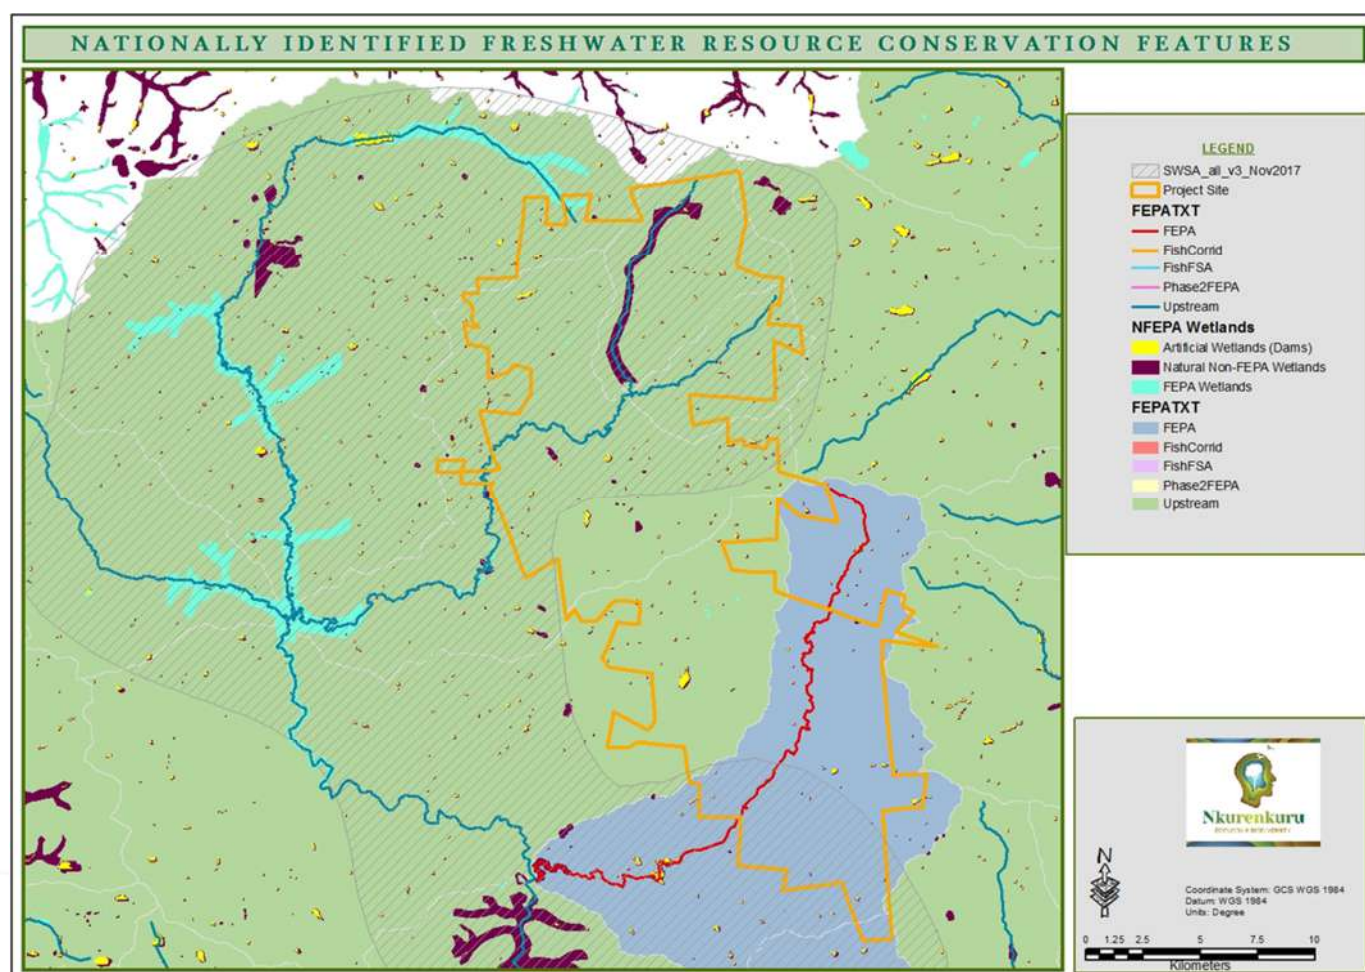 NATIONALLY IDENTIFIED FRESHWATER RESOURCE CONSERVATION FEATURES
LEGEND
SWSA_all_v3_Nov2017
Project Site
FEPATXT
FEPA
FishCorrid
FishFSA
Phase2FEPA
Upstream
NFEPA Wetlands
Artificial Wetlands (Dams)
Natural Non-FEPA Wetlands
FEPA Wetlands
FEPATXT
FEPA
FishCorrid
FishFSA
Phase2FEPA
Upstream
Nkurenkuru
N
Coordinate System: GCS WGS 1984
Datum: WGS 1984
Units: Degree
0 1.25 2.5 5 7.5 10
Kilometers